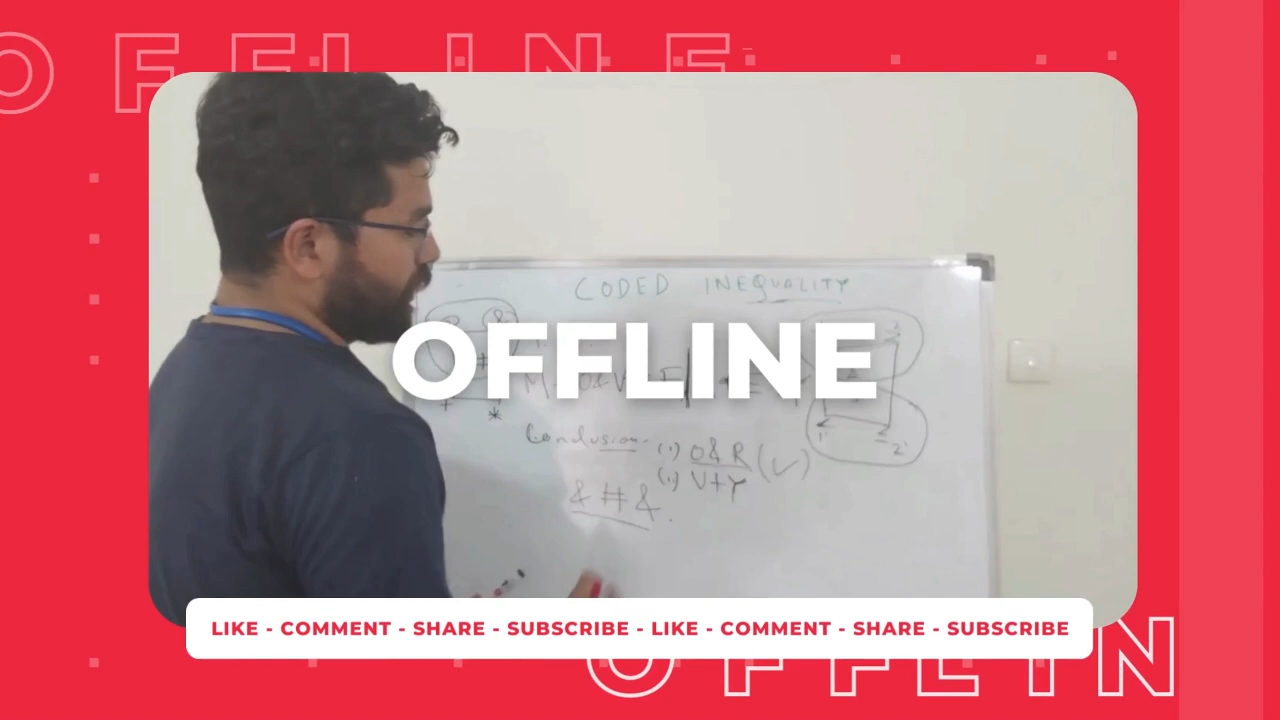 OFFLINE
CODED INEQUALITY
OFFLINE
Conclusion:- (i) O & R (✓)
(ii) V + Y
& # &
LIKE - COMMENT - SHARE - SUBSCRIBE - LIKE - COMMENT - SHARE - SUBSCRIBE
OFFLIN